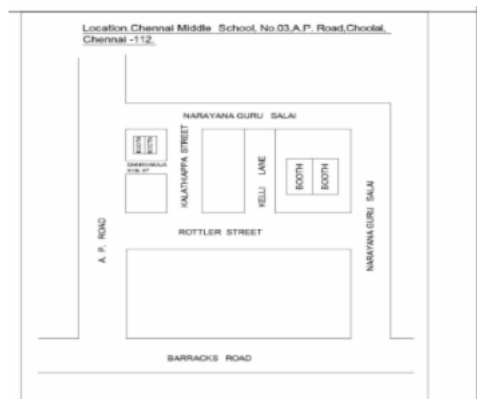 Location.Chennai Middle School, No.03,A.P. Road,Choolai,
Chennai -112.
NARAYANA GURU SALAI
BOOTH
BOOTH
KALATHIAPPA STREET
KELLI LANE
BOOTH
BOOTH
A. P. ROAD
ROTTLER STREET
NARAYANA GURU SALAI
BARRACKS ROAD